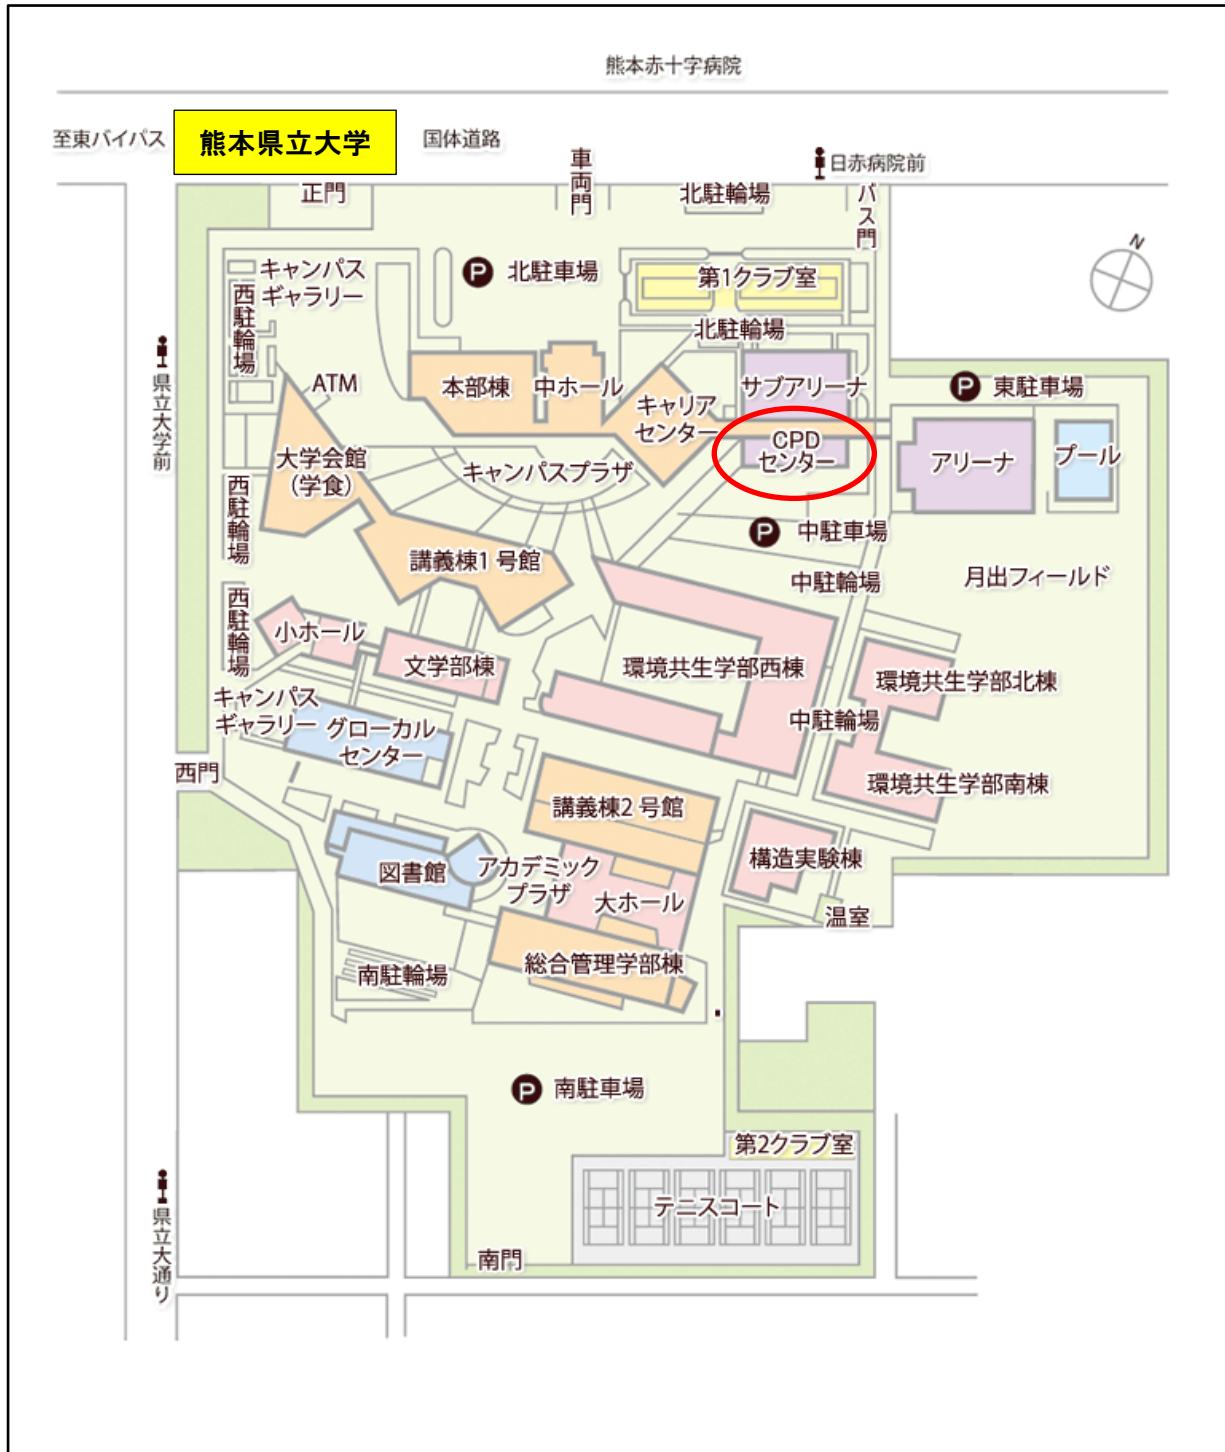 熊本赤十字病院
至東バイパス
熊本県立大学
国体道路
日赤病院前
正門
車両門
北駐輪場
バス門
キャンパス
ギャラリー
P 北駐車場
第1クラブ室
N
西駐輪場
北駐輪場
県立大学前
ATM
本部棟
中ホール
キャリア
センター
サブアリーナ
P 東駐車場
CPD
センター
大学会館
(学食)
キャンパスプラザ
アリーナ
プール
西駐輪場
P 中駐車場
講義棟1 号館
中駐輪場
月出フィールド
西駐輪場
小ホール
文学部棟
環境共生学部西棟
環境共生学部北棟
キャンパス
ギャラリー
グローカル
センター
中駐輪場
西門
環境共生学部南棟
講義棟2 号館
図書館
アカデミック
プラザ
構造実験棟
大ホール
温室
総合管理学部棟
南駐輪場
P 南駐車場
第2クラブ室
テニスコート
県立大通り
南門